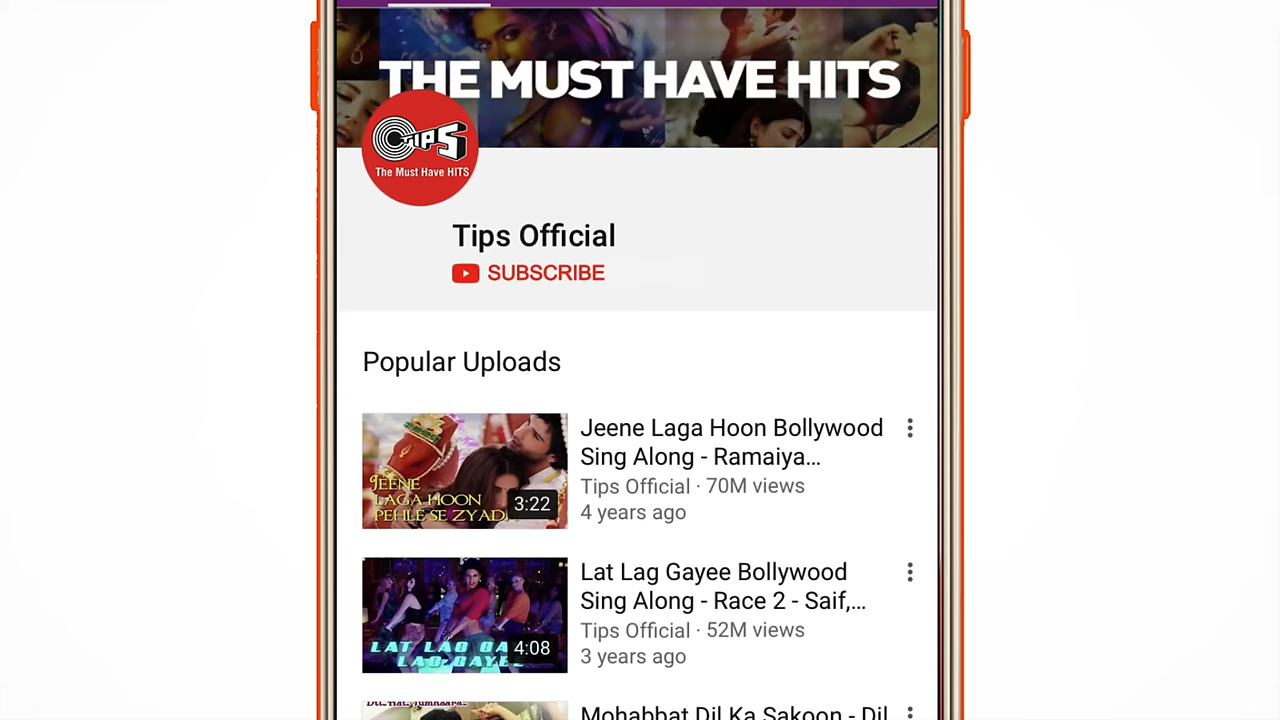 THE MUST HAVE HITS
TIPS
The Must Have HITS
Tips Official
SUBSCRIBE
Popular Uploads
JEENE
LAGA HOON
PEHLE SE ZYAD
3:22
Jeene Laga Hoon Bollywood
Sing Along - Ramaiya...
Tips Official · 70M views
4 years ago
LAT LAG GA
LAG GAYEE
4:08
Lat Lag Gayee Bollywood
Sing Along - Race 2 - Saif,...
Tips Official · 52M views
3 years ago
Mohabbat Dil Ka Sakoon - Dil